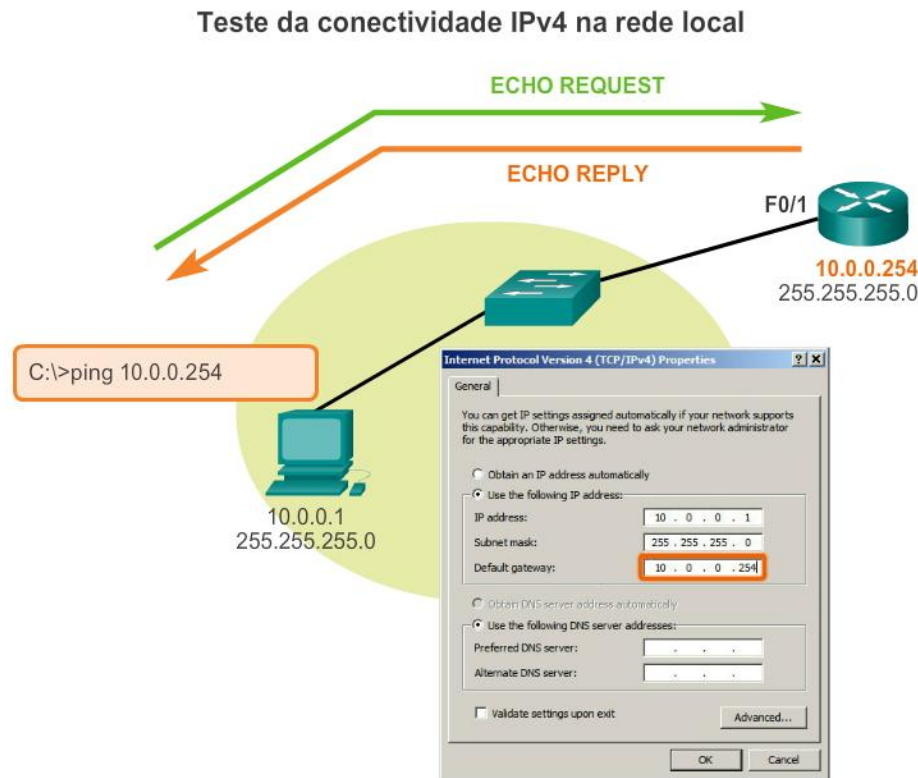 Teste da conectividade IPv4 na rede local
ECHO REQUEST
ECHO REPLY
F0/1
10.0.0.254
255.255.255.0
C:\>ping 10.0.0.254
10.0.0.1
255.255.255.0
Internet Protocol Version 4 (TCP/IPv4) Properties
General
You can get IP settings assigned automatically if your network supports
this capability. Otherwise, you need to ask your network administrator
for the appropriate IP settings.
Obtain an IP address automatically
Use the following IP address:
IP address: 10 . 0 . 0 . 1
Subnet mask: 255 . 255 . 255 . 0
Default gateway: 10 . 0 . 0 . 254
Obtain DNS server address automatically
Use the following DNS server addresses:
Preferred DNS server: . . .
Alternate DNS server: . . .
Validate settings upon exit
Advanced...
OK
Cancel